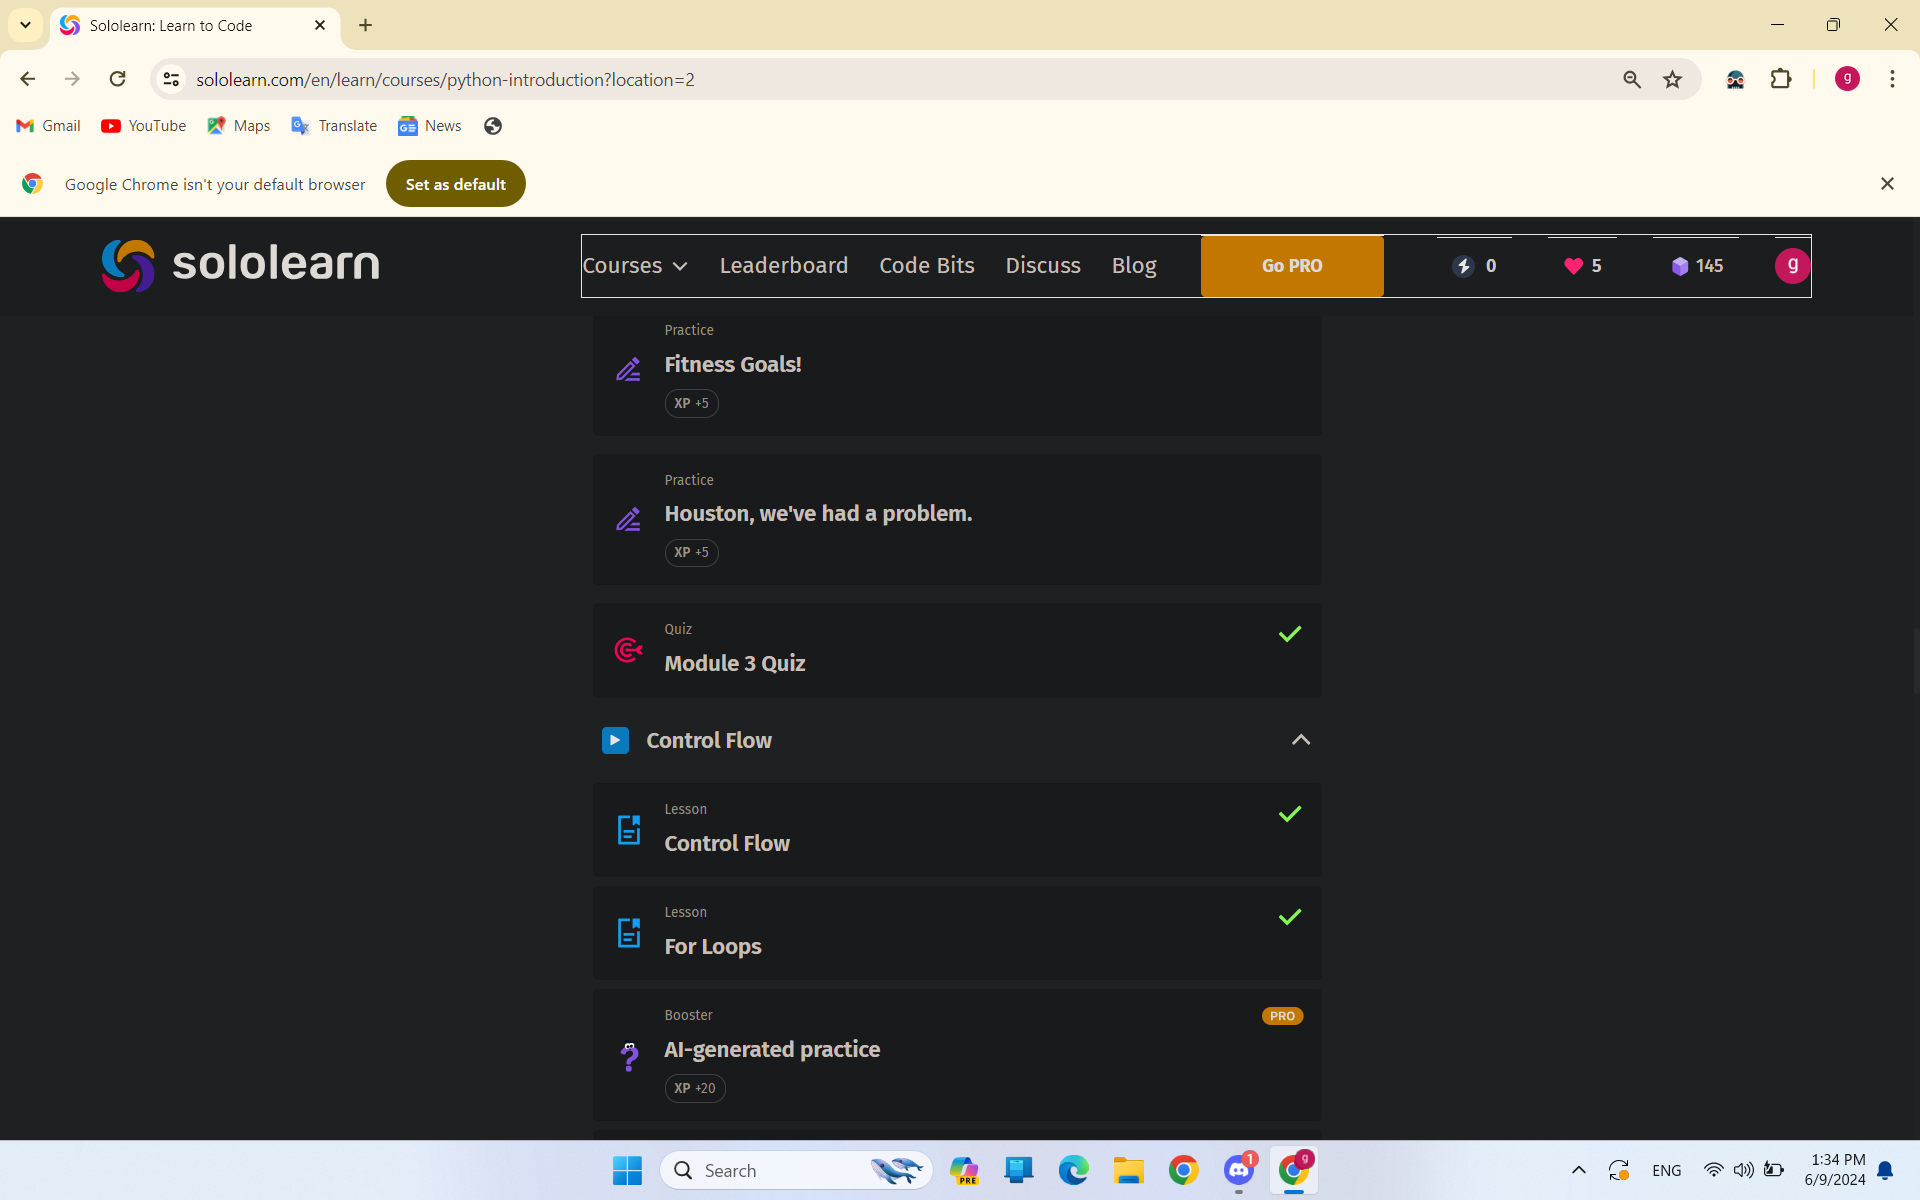 Sololearn: Learn to Code
sololearn.com/en/learn/courses/python-introduction?location=2
g
Gmail YouTube Maps Translate News
Google Chrome isn't your default browser Set as default
sololearn Courses Leaderboard Code Bits Discuss Blog Go PRO 0 5 145 g
Practice
Fitness Goals!
XP +5
Practice
Houston, we've had a problem.
XP +5
Quiz
Module 3 Quiz
Control Flow
Lesson
Control Flow
Lesson
For Loops
Booster PRO
AI-generated practice
XP +20
Search PRE 1 g ENG 1:34 PM
6/9/2024